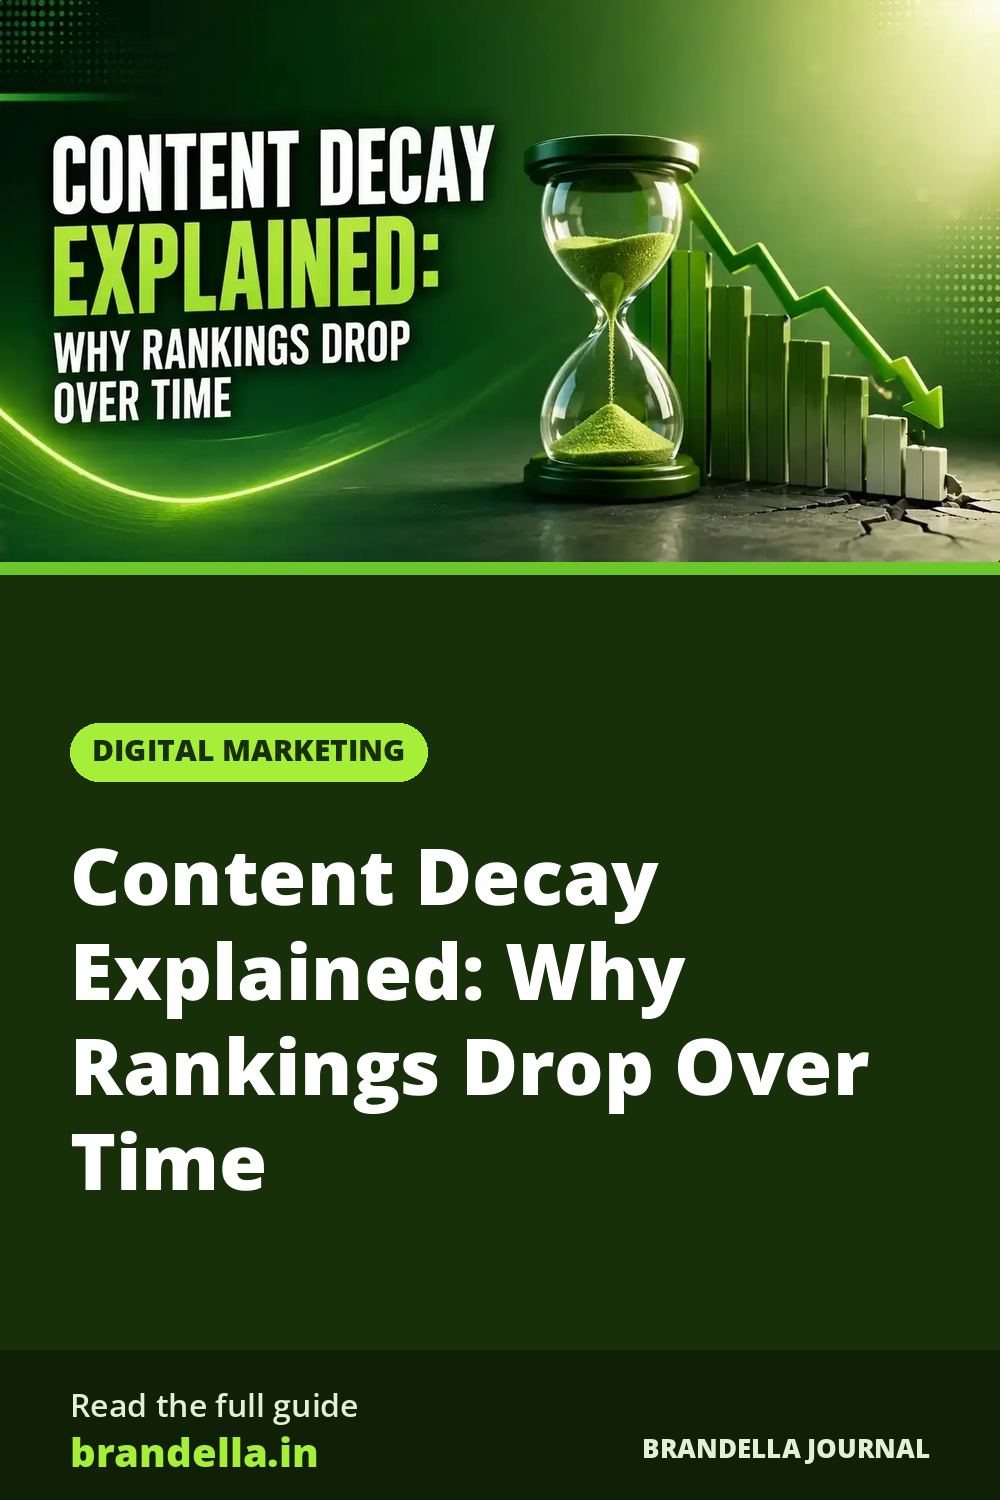 CONTENT DECAY
EXPLAINED:
WHY RANKINGS DROP
OVER TIME
DIGITAL MARKETING
Content Decay
Explained: Why
Rankings Drop Over
Time
Read the full guide
brandella.in
BRANDELLA JOURNAL